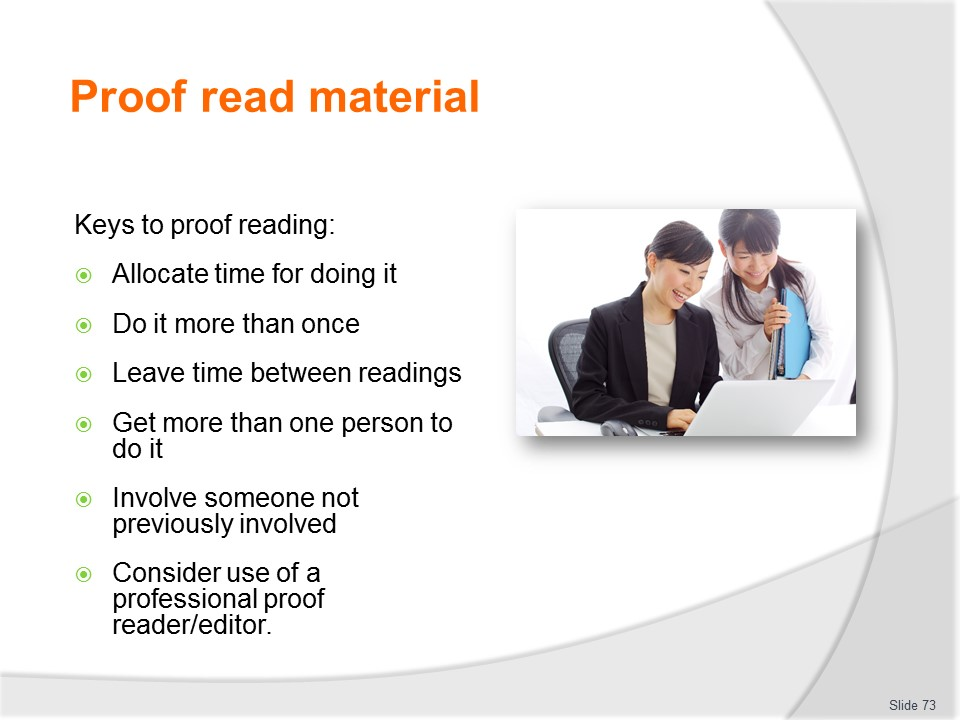 Proof read material
Keys to proof reading:
Allocate time for doing it
Do it more than once
Leave time between readings
Get more than one person to
do it
Involve someone not
previously involved
Consider use of a
professional proof
reader/editor.
Slide 73